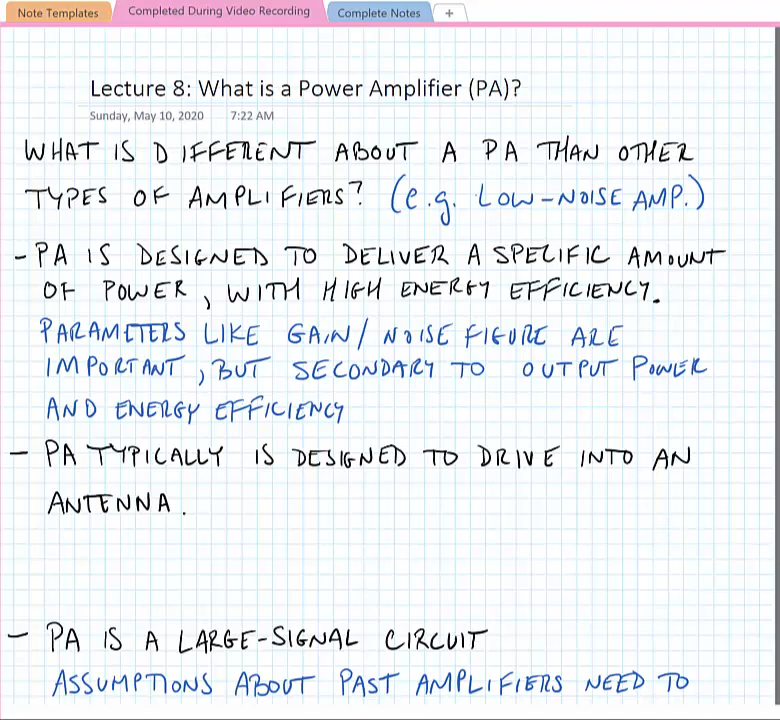 Note Templates Completed During Video Recording Complete Notes +
Lecture 8: What is a Power Amplifier (PA)?
Sunday, May 10, 2020 7:22 AM
WHAT IS DIFFERENT ABOUT A PA THAN OTHER
TYPES OF AMPLIFIERS? (e.g. LOW-NOISE AMP.)
- PA IS DESIGNED TO DELIVER A SPECIFIC AMOUNT
OF POWER, WITH HIGH ENERGY EFFICIENCY.
PARAMETERS LIKE GAIN/NOISE FIGURE ARE
IMPORTANT, BUT SECONDARY TO OUTPUT POWER
AND ENERGY EFFICIENCY
- PA TYPICALLY IS DESIGNED TO DRIVE INTO AN
ANTENNA.
- PA IS A LARGE-SIGNAL CIRCUIT
ASSUMPTIONS ABOUT PAST AMPLIFIERS NEED TO